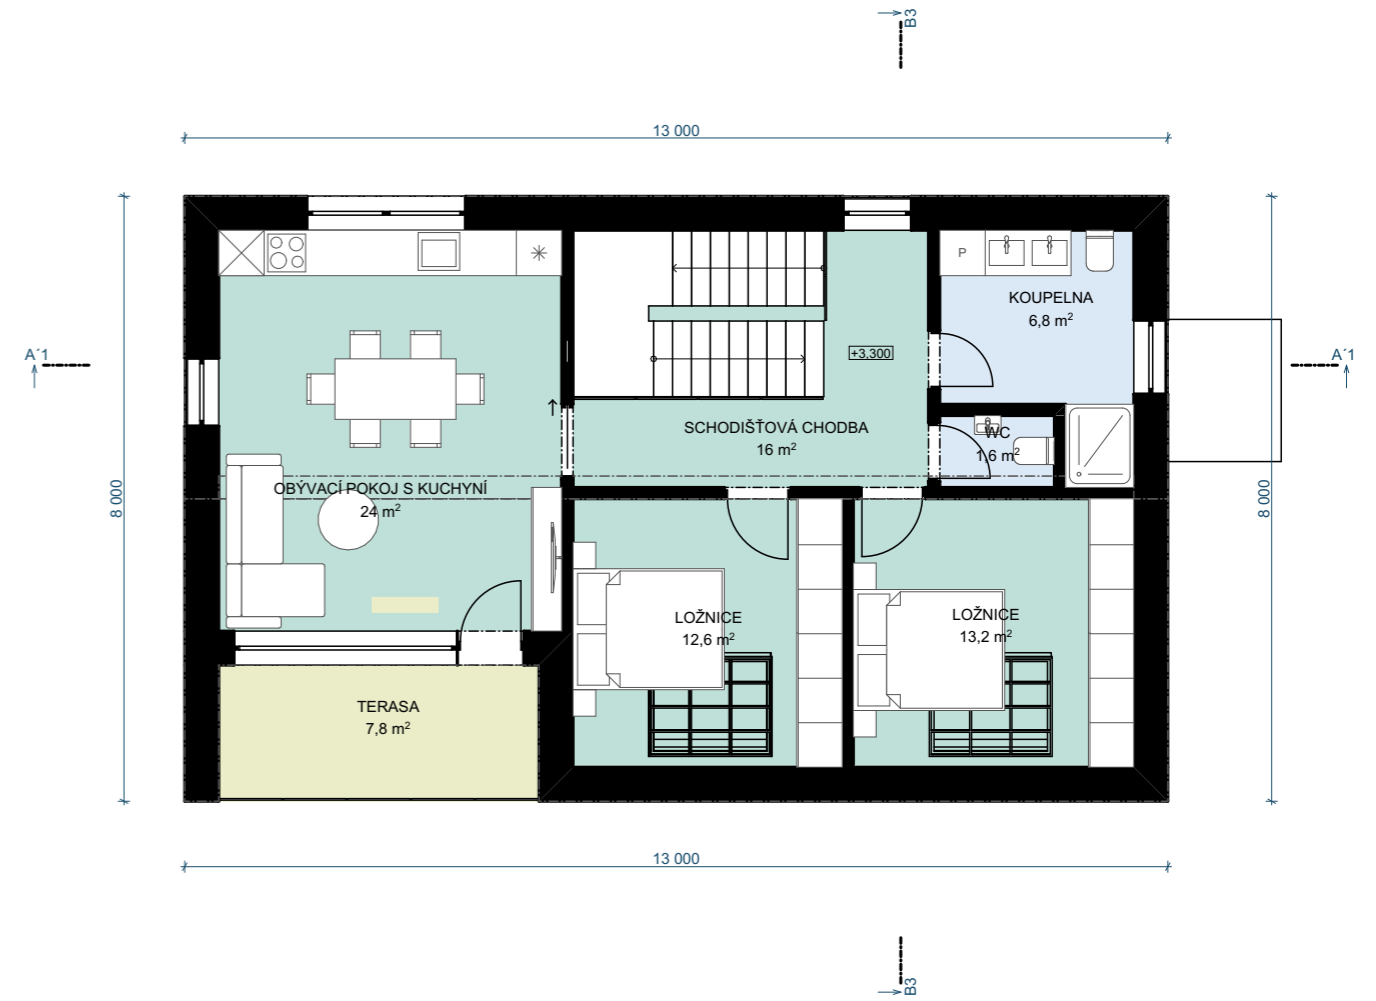 B3
13 000
P
KOUPELNA
6,8 m²
+3,300
A´1
A´1
SCHODIŠŤOVÁ CHODBA
16 m²
WC
1,6 m²
OBÝVACÍ POKOJ S KUCHYNÍ
24 m²
8 000
8 000
LOŽNICE
12,6 m²
LOŽNICE
13,2 m²
TERASA
7,8 m²
13 000
B3